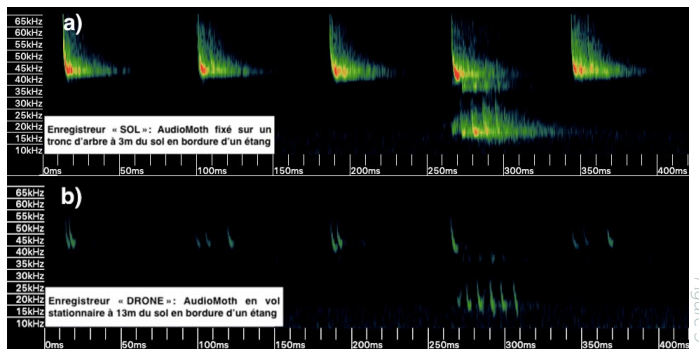 a)
65kHz
60kHz
55kHz
50kHz
45kHz
40kHz
35kHz
30kHz
25kHz
20kHz
15kHz
10kHz
Enregistreur « SOL »: AudioMoth fixé sur un
tronc d'arbre à 3m du sol en bordure d'un étang
0ms 50ms 100ms 150ms 200ms 250ms 300ms 350ms 400ms
b)
65kHz
60kHz
55kHz
50kHz
45kHz
40kHz
35kHz
30kHz
25kHz
20kHz
15kHz
10kHz
Enregistreur « DRONE »: AudioMoth en vol
stationnaire à 13m du sol en bordure d'un étang
0ms 50ms 100ms 150ms 200ms 250ms 300ms 350ms 400ms